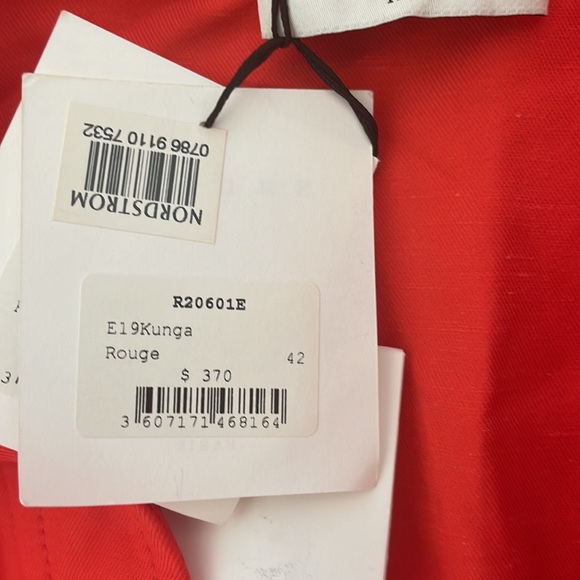 0786 9110 7532
NORDSTROM
R20601E
E19Kunga
Rouge 42
$ 370
3 607171 468164